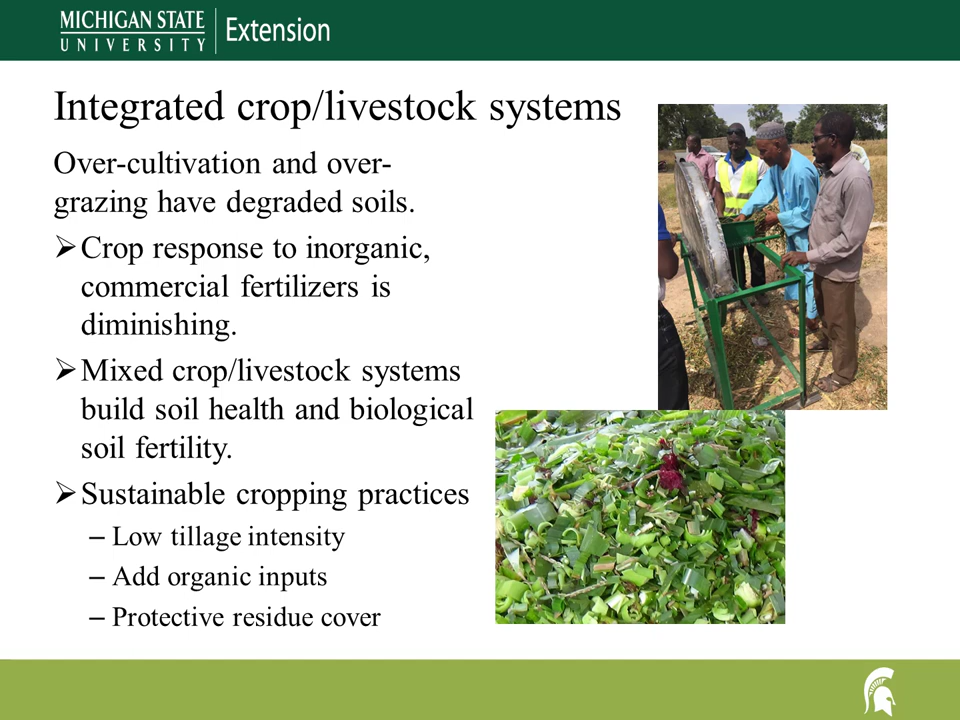 MICHIGAN STATE
UNIVERSITY
Extension
Integrated crop/livestock systems
Over-cultivation and over-
grazing have degraded soils.
➢ Crop response to inorganic,
commercial fertilizers is
diminishing.
➢ Mixed crop/livestock systems
build soil health and biological
soil fertility.
➢ Sustainable cropping practices
– Low tillage intensity
– Add organic inputs
– Protective residue cover